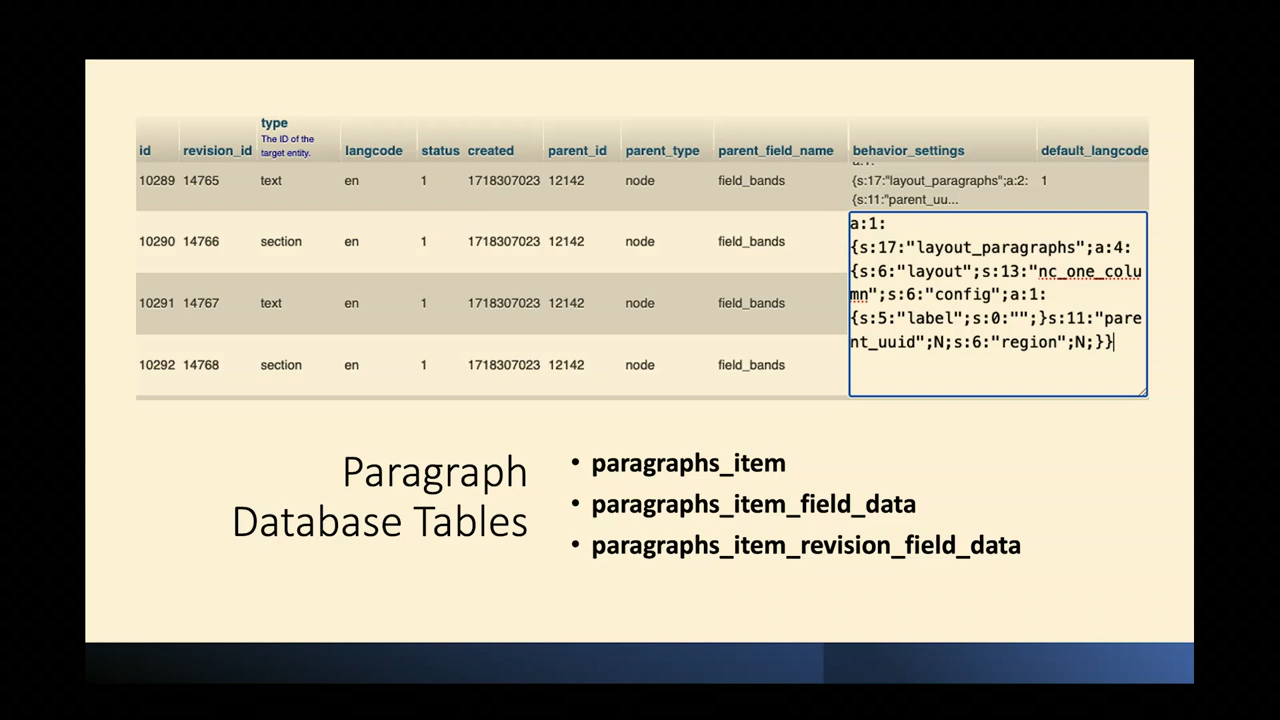 type
The ID of the
target entity.
id revision_id langcode status created parent_id parent_type parent_field_name behavior_settings default_langcode
10289 14765 text en 1 1718307023 12142 node field_bands {s:17:"layout_paragraphs";a:2: 1
{s:11:"parent_uu...
10290 14766 section en 1 1718307023 12142 node field_bands
10291 14767 text en 1 1718307023 12142 node field_bands
10292 14768 section en 1 1718307023 12142 node field_bands
a:1:
{s:17:"layout_paragraphs";a:4:
{s:6:"layout";s:13:"nc_one_colu
mn";s:6:"config";a:1:
{s:5:"label";s:0:"";}s:11:"pare
nt_uuid";N;s:6:"region";N;}}
Paragraph
Database Tables
• paragraphs_item
• paragraphs_item_field_data
• paragraphs_item_revision_field_data